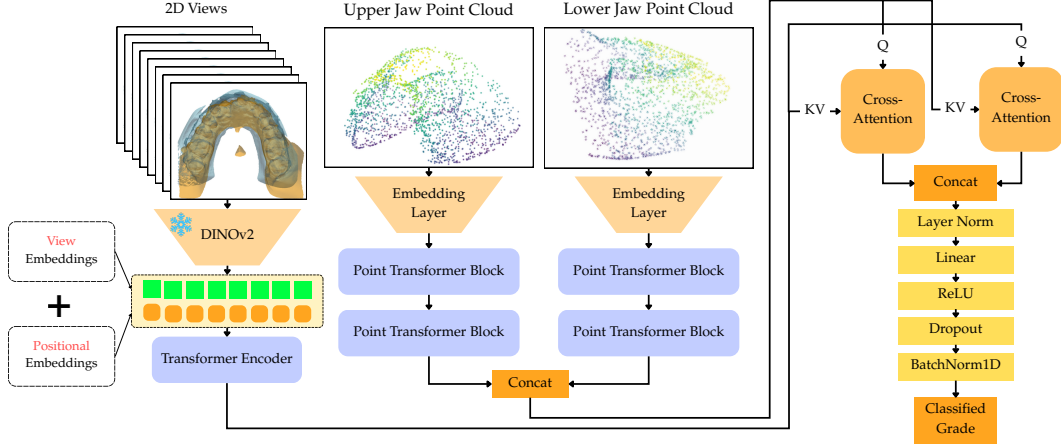 2D Views
Upper Jaw Point Cloud
Lower Jaw Point Cloud
DINOv2
View
Embeddings
+
Positional
Embeddings
Transformer Encoder
Embedding
Layer
Point Transformer Block
Point Transformer Block
Embedding
Layer
Point Transformer Block
Point Transformer Block
Concat
Q
Q
KV
Cross-
Attention
KV
Cross-
Attention
Concat
Layer Norm
Linear
ReLU
Dropout
BatchNorm1D
Classified
Grade